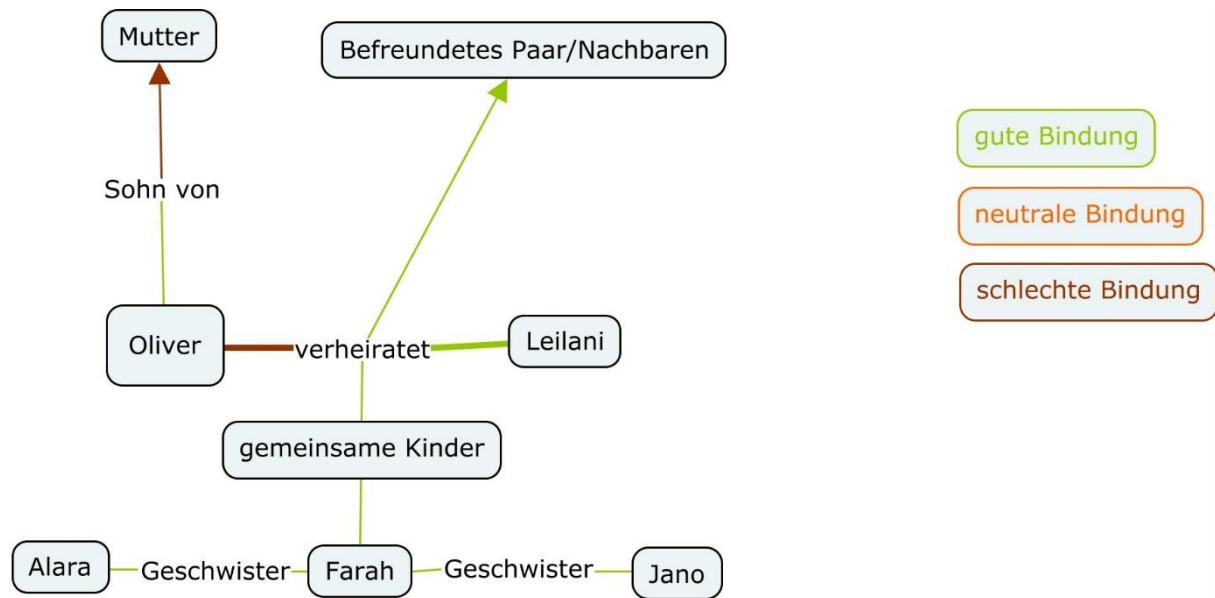 Mutter
Befreundetes Paar/Nachbaren
gute Bindung
Sohn von
neutrale Bindung
schlechte Bindung
Oliver
verheiratet
Leilani
gemeinsame Kinder
Alara
Geschwister
Farah
Geschwister
Jano